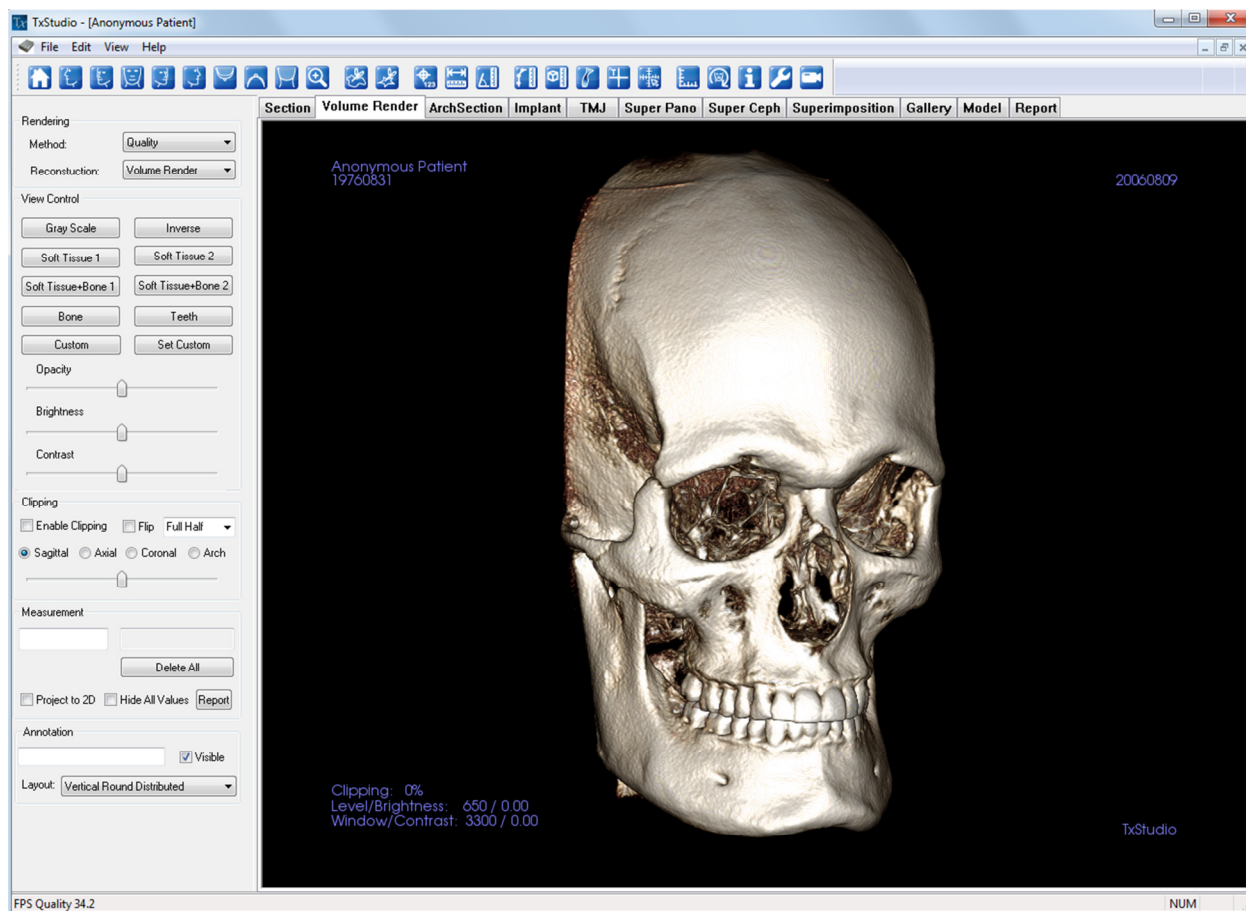 TxStudio - [Anonymous Patient]
File Edit View Help
123
Section Volume Render ArchSection Implant TMJ Super Pano Super Ceph Superimposition Gallery Model Report
Rendering
Method: Quality
Reconstuction: Volume Render
View Control
Gray Scale Inverse
Soft Tissue 1 Soft Tissue 2
Soft Tissue+Bone 1 Soft Tissue+Bone 2
Bone Teeth
Custom Set Custom
Opacity
Brightness
Contrast
Clipping
Enable Clipping Flip Full Half
Sagittal Axial Coronal Arch
Measurement
Delete All
Project to 2D Hide All Values Report
Annotation
Visible
Layout: Vertical Round Distributed
Anonymous Patient
19760831
20060809
Clipping: 0%
Level/Brightness: 650 / 0.00
Window/Contrast: 3300 / 0.00
TxStudio
FPS Quality 34.2
NUM